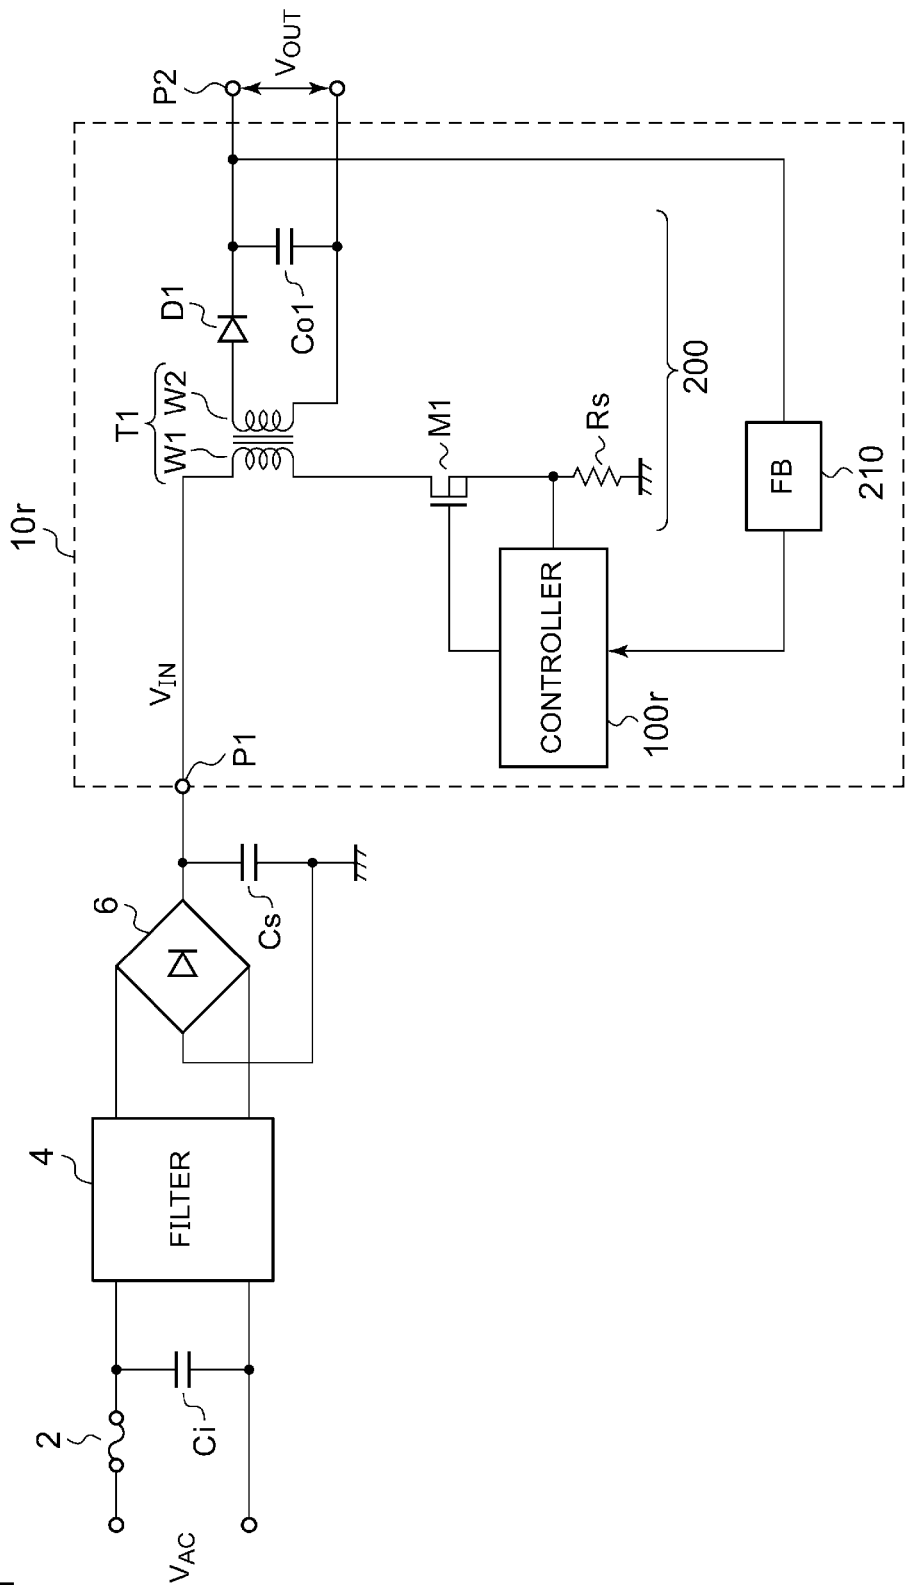 10r
T1
W1 W2
D1
P2
VOUT
Co1
VIN
P1
M1
Rs
200
CONTROLLER
100r
FB
210
6
Cs
4
FILTER
2
Ci
VAC